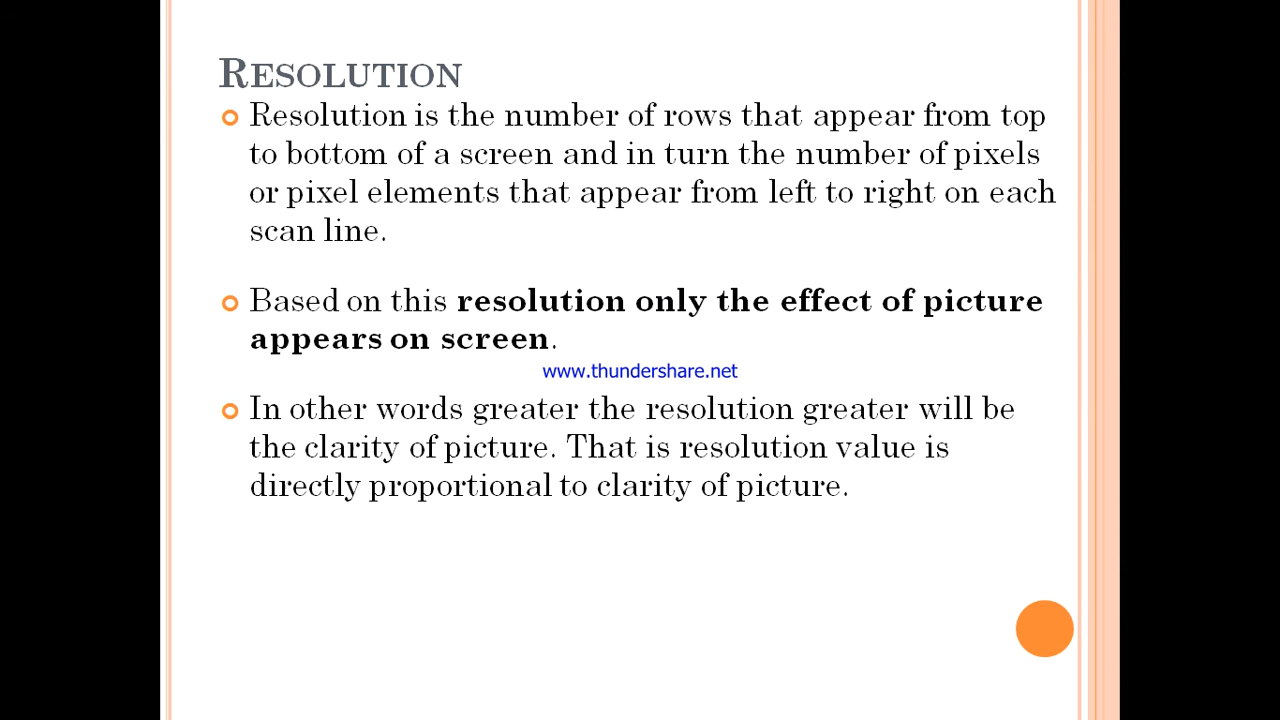 RESOLUTION
Resolution is the number of rows that appear from top
to bottom of a screen and in turn the number of pixels
or pixel elements that appear from left to right on each
scan line.
Based on this resolution only the effect of picture
appears on screen.
www.thundershare.net
In other words greater the resolution greater will be
the clarity of picture. That is resolution value is
directly proportional to clarity of picture.